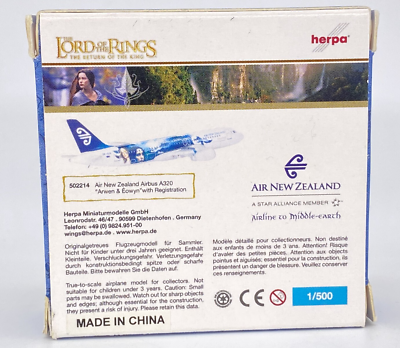 THE
LORD OF THE RINGS
THE RETURN OF THE KING
herpa®
502214 Air New Zealand Airbus A320
"Arwen & Eowyn" with Registration.
AIR NEW ZEALAND
A STAR ALLIANCE MEMBER
Airline to Middle-earth
Herpa Miniaturmodelle GmbH
Leonrodstr. 46/47 . 90599 Dietenhofen . Germany
Telefon: ++49 (0) 9824.951-00
wings@herpa.de . www.herpa.de
Originalgetreues Flugzeugmodell für Sammler.
Nicht für Kinder unter drei Jahren geeignet. Enthält
Kleinteile. Verschluckungsgefahr. Verletzungsgefahr
durch konstruktionsbedingt spitze oder scharfe
Bauteile. Bitte bewahren Sie die Daten auf.
True-to-scale airplane model for collectors. Not
suitable for children under 3 years. Caution: Small
parts may be swallowed. Watch out for sharp objects
and edges; although essential for the construction,
they present a risk of injury. Please retain this data.
Modèle détaillé pour collectionneurs. Non destiné
aux enfants de moins de 3 ans. Attention! Risque
d'avaler des petites pièces. Attention aux objects
pointus et aiguisés: essentiel pour la construction, ils
présentent un danger de blessure. Veuillez conserver
ces renseignements.
0-3
CE
1/500
MADE IN CHINA